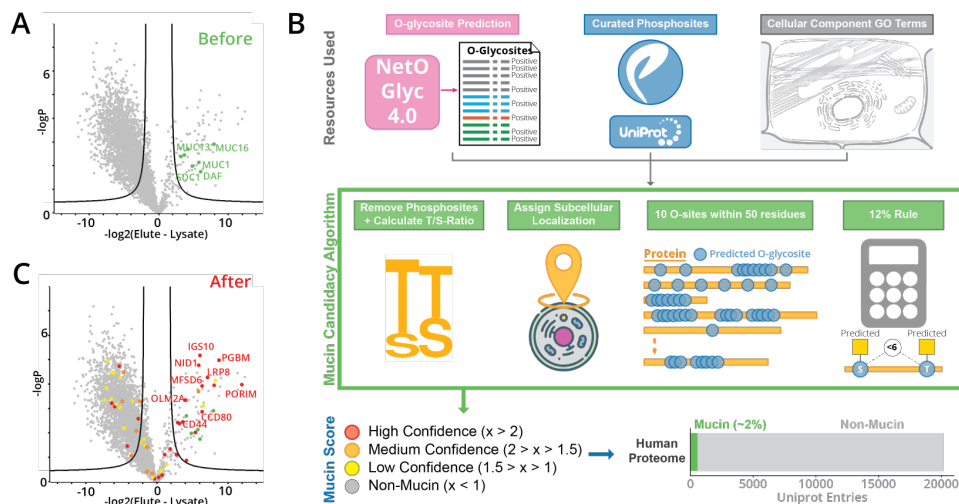 A
Before
6
-logP
0
MUC13
MUC16
MUC1
SDC1
DAF
-10
0
10
-log2(Elute - Lysate)
C
After
6
-logP
0
IGS10
NID1
PGBM
LRP8
MFSD6
PORIM
OLM2A
CCD80
CD44
-10
0
10
-log2(Elute - Lysate)
B
Resources Used
O-glycosite Prediction
Curated Phosphosites
Cellular Component GO Terms
NetO
Glyc
4.0
O-Glycosites
Positive
Positive
Positive
Positive
Positive
Positive
Positive
Positive
UniProt
Mucin Candidacy Algorithm
Remove Phosphosites
+ Calculate T/S-Ratio
Assign Subcellular
Localization
10 O-sites within 50 residues
12% Rule
T T
S S
Protein
Predicted O-glycosite
Predicted
Predicted
<6
S
T
Mucin Score
High Confidence (x > 2)
Medium Confidence (2 > x > 1.5)
Low Confidence (1.5 > x > 1)
Non-Mucin (x < 1)
Mucin (~2%)
Non-Mucin
Human
Proteome
0
5000
10000
15000
20000
Uniprot Entries